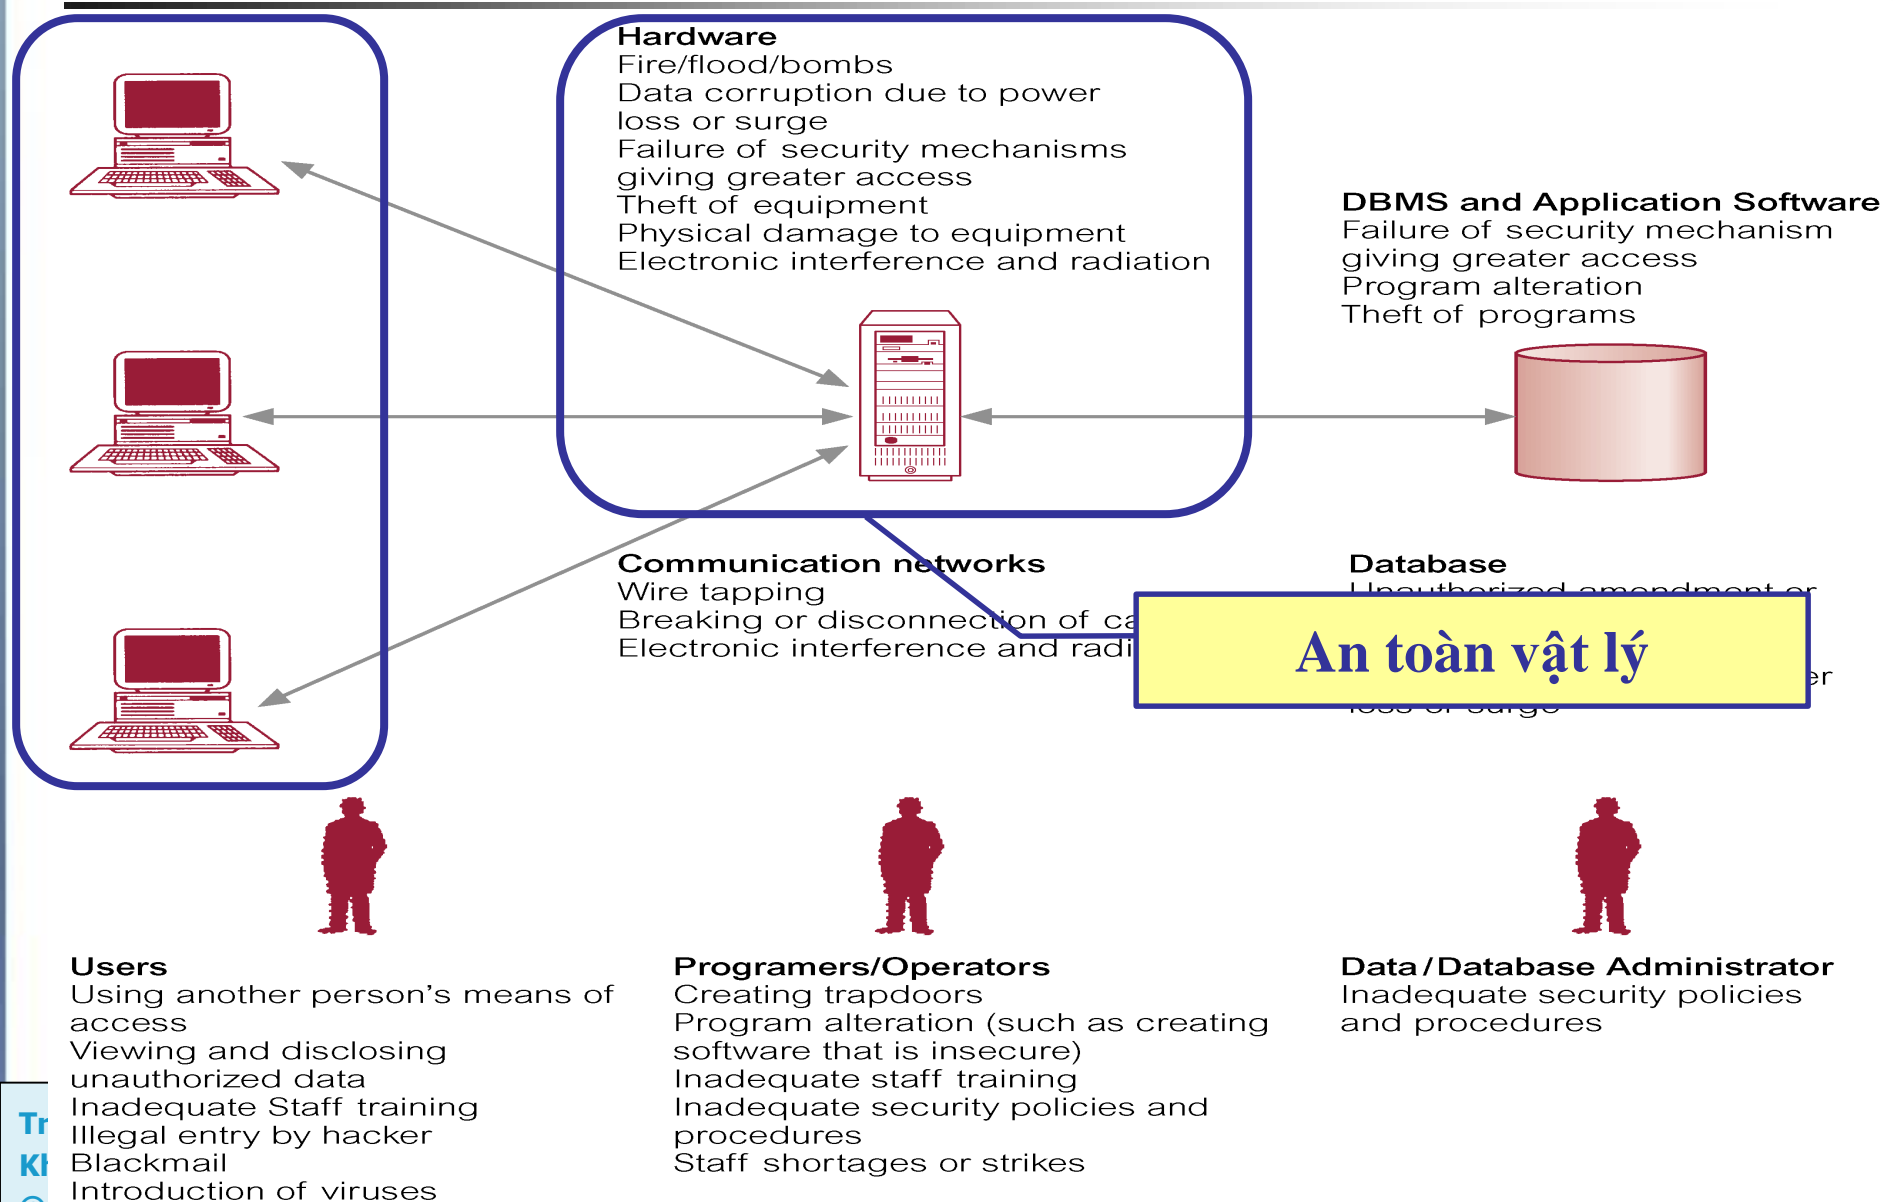 Hardware
Fire/flood/bombs
Data corruption due to power
loss or surge
Failure of security mechanisms
giving greater access
Theft of equipment
Physical damage to equipment
Electronic interference and radiation
DBMS and Application Software
Failure of security mechanism
giving greater access
Program alteration
Theft of programs
Communication networks
Wire tapping
Breaking or disconnection of
Electronic interference and
Database
Unauthorized amendment or
An toàn vật lý
loss or surge
Users
Using another person's means of
access
Viewing and disclosing
unauthorized data
Inadequate Staff training
Illegal entry by hacker
Blackmail
Introduction of viruses
Programers/Operators
Creating trapdoors
Program alteration (such as creating
software that is insecure)
Inadequate staff training
Inadequate security policies and
procedures
Staff shortages or strikes
Data/Database Administrator
Inadequate security policies
and procedures